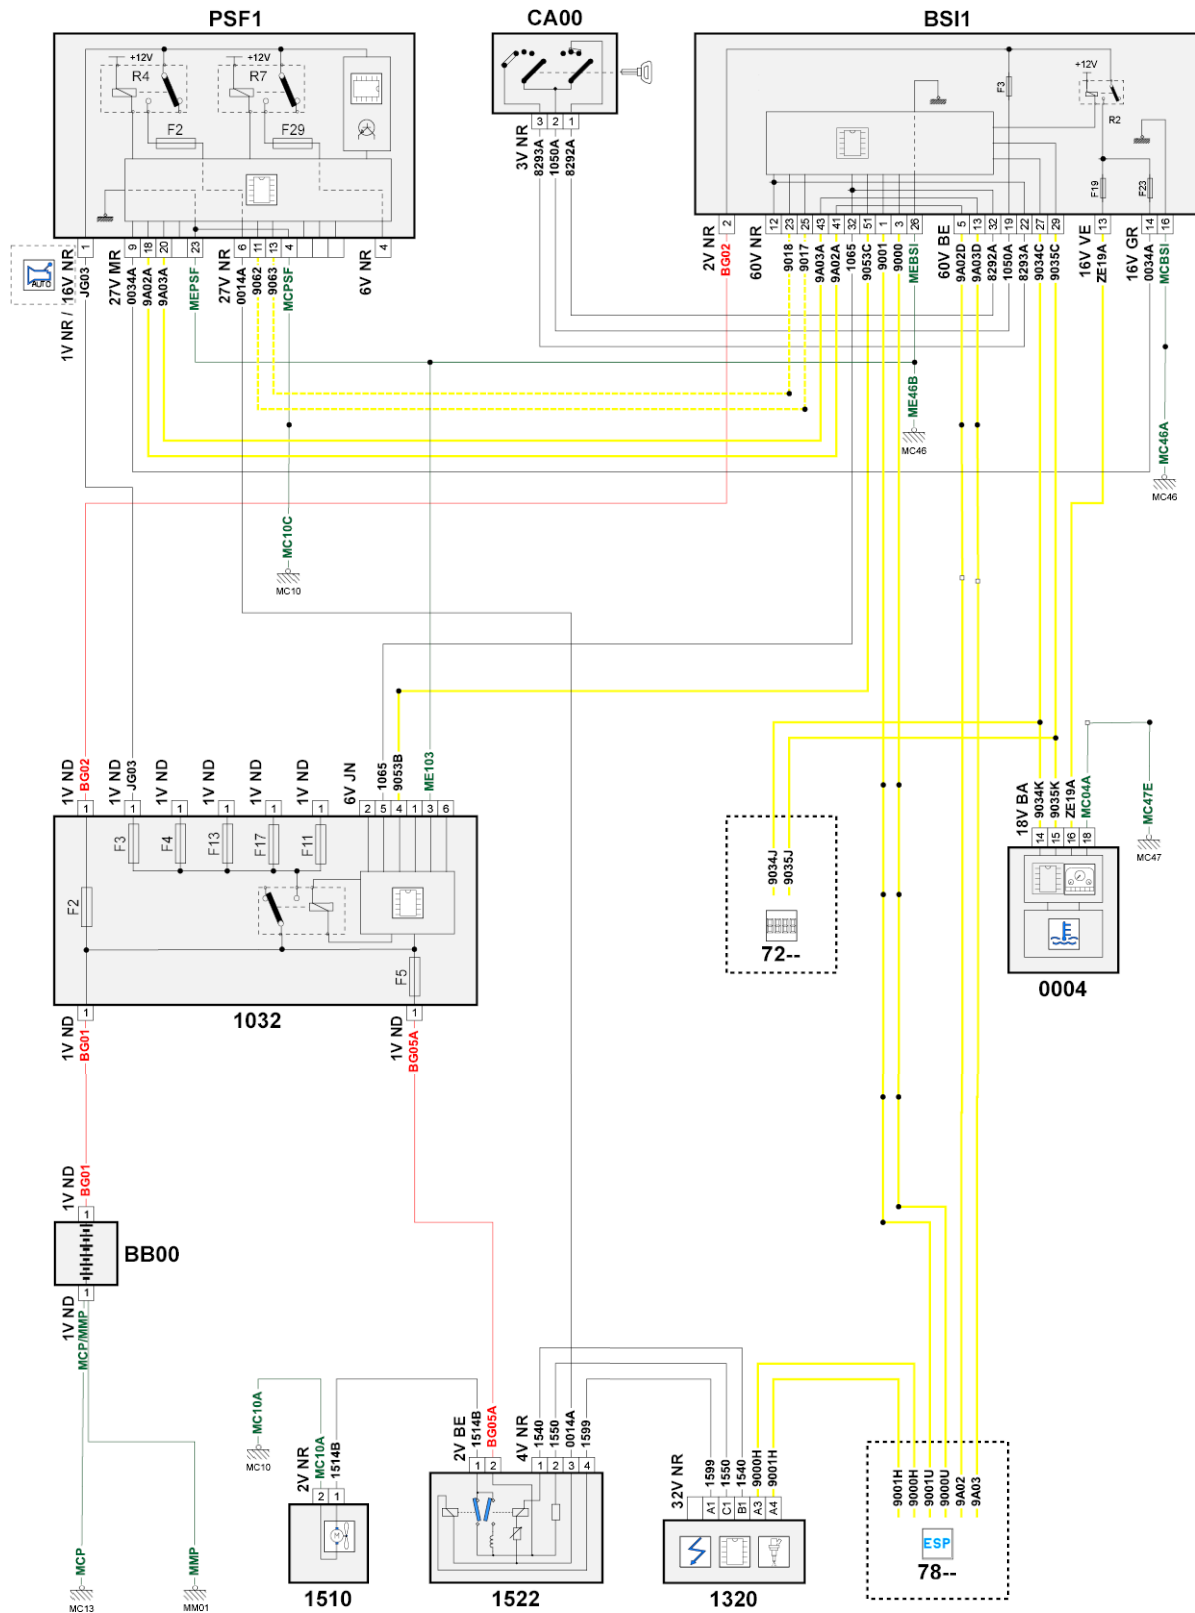 PSF1
CA00
BSI1
+12V
+12V
R4
R7
F2
F29
F3
+12V
R2
F19
F23
3 2 1
3V NR
8293A
1050A
8292A
AUTO
1 9 18 20 23 6 11 13 4 4
1V NR / 16V NR
JG03
27V MR
0034A
9A02A
9A03A
MEPSF
27V NR
0014A
9062
9063
MCPSF
6V NR
2 12 23 25 43 41 32 51 1 3 26 5 13 32 19 22 27 29 13 14 16
2V NR
BG02
60V NR
9018
9017
9A03A
9A02A
1065
9053C
9001
9000
MEBSI
60V BE
9A02D
9A03D
8292A
1050A
8293A
9034C
9035C
16V VE
ZE19A
16V GR
0034A
MCBSI
ME46B
MC46
MC46A
MC46
MC10C
MC10
1V ND
BG02
1V ND
JG03
1V ND
1V ND
1V ND
1V ND
6V JN
1065
9053B
ME103
1 1 1 1 1 1 2 5 4 1 3 6
F3
F4
F13
F17
F11
F2
F5
1032
1V ND
BG01
1
1V ND
BG05A
1
9034J
9035J
72--
18V BA
9034K
9035K
ZE19A
MC04A
14 15 16 18
MC47E
MC47
0004
1V ND
BG01
1
BB00
1
1V ND
MCP/MMP
MCP
MC13
MMP
MM01
MC10A
MC10
2V NR
MC10A
1514B
2 1
M
1510
2V BE
1514B
BG05A
1 2
4V NR
1540
1550
0014A
1599
1 2 3 4
1522
32V NR
1599
1550
1540
9000H
9001H
A1 C1 B1 A3 A4
1320
9001H
9000H
9001U
9000U
9A02
9A03
ESP
78--